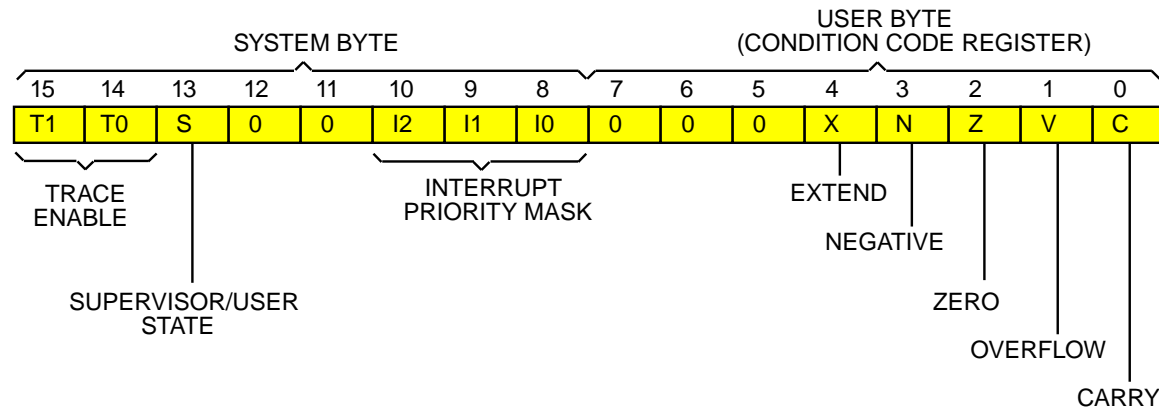 USER BYTE
SYSTEM BYTE (CONDITION CODE REGISTER)
15 14 13 12 11 10 9 8 7 6 5 4 3 2 1 0
T1 T0 S 0 0 I2 I1 I0 0 0 0 X N Z V C
TRACE
ENABLE
INTERRUPT
PRIORITY MASK
EXTEND
NEGATIVE
SUPERVISOR/USER
STATE
ZERO
OVERFLOW
CARRY